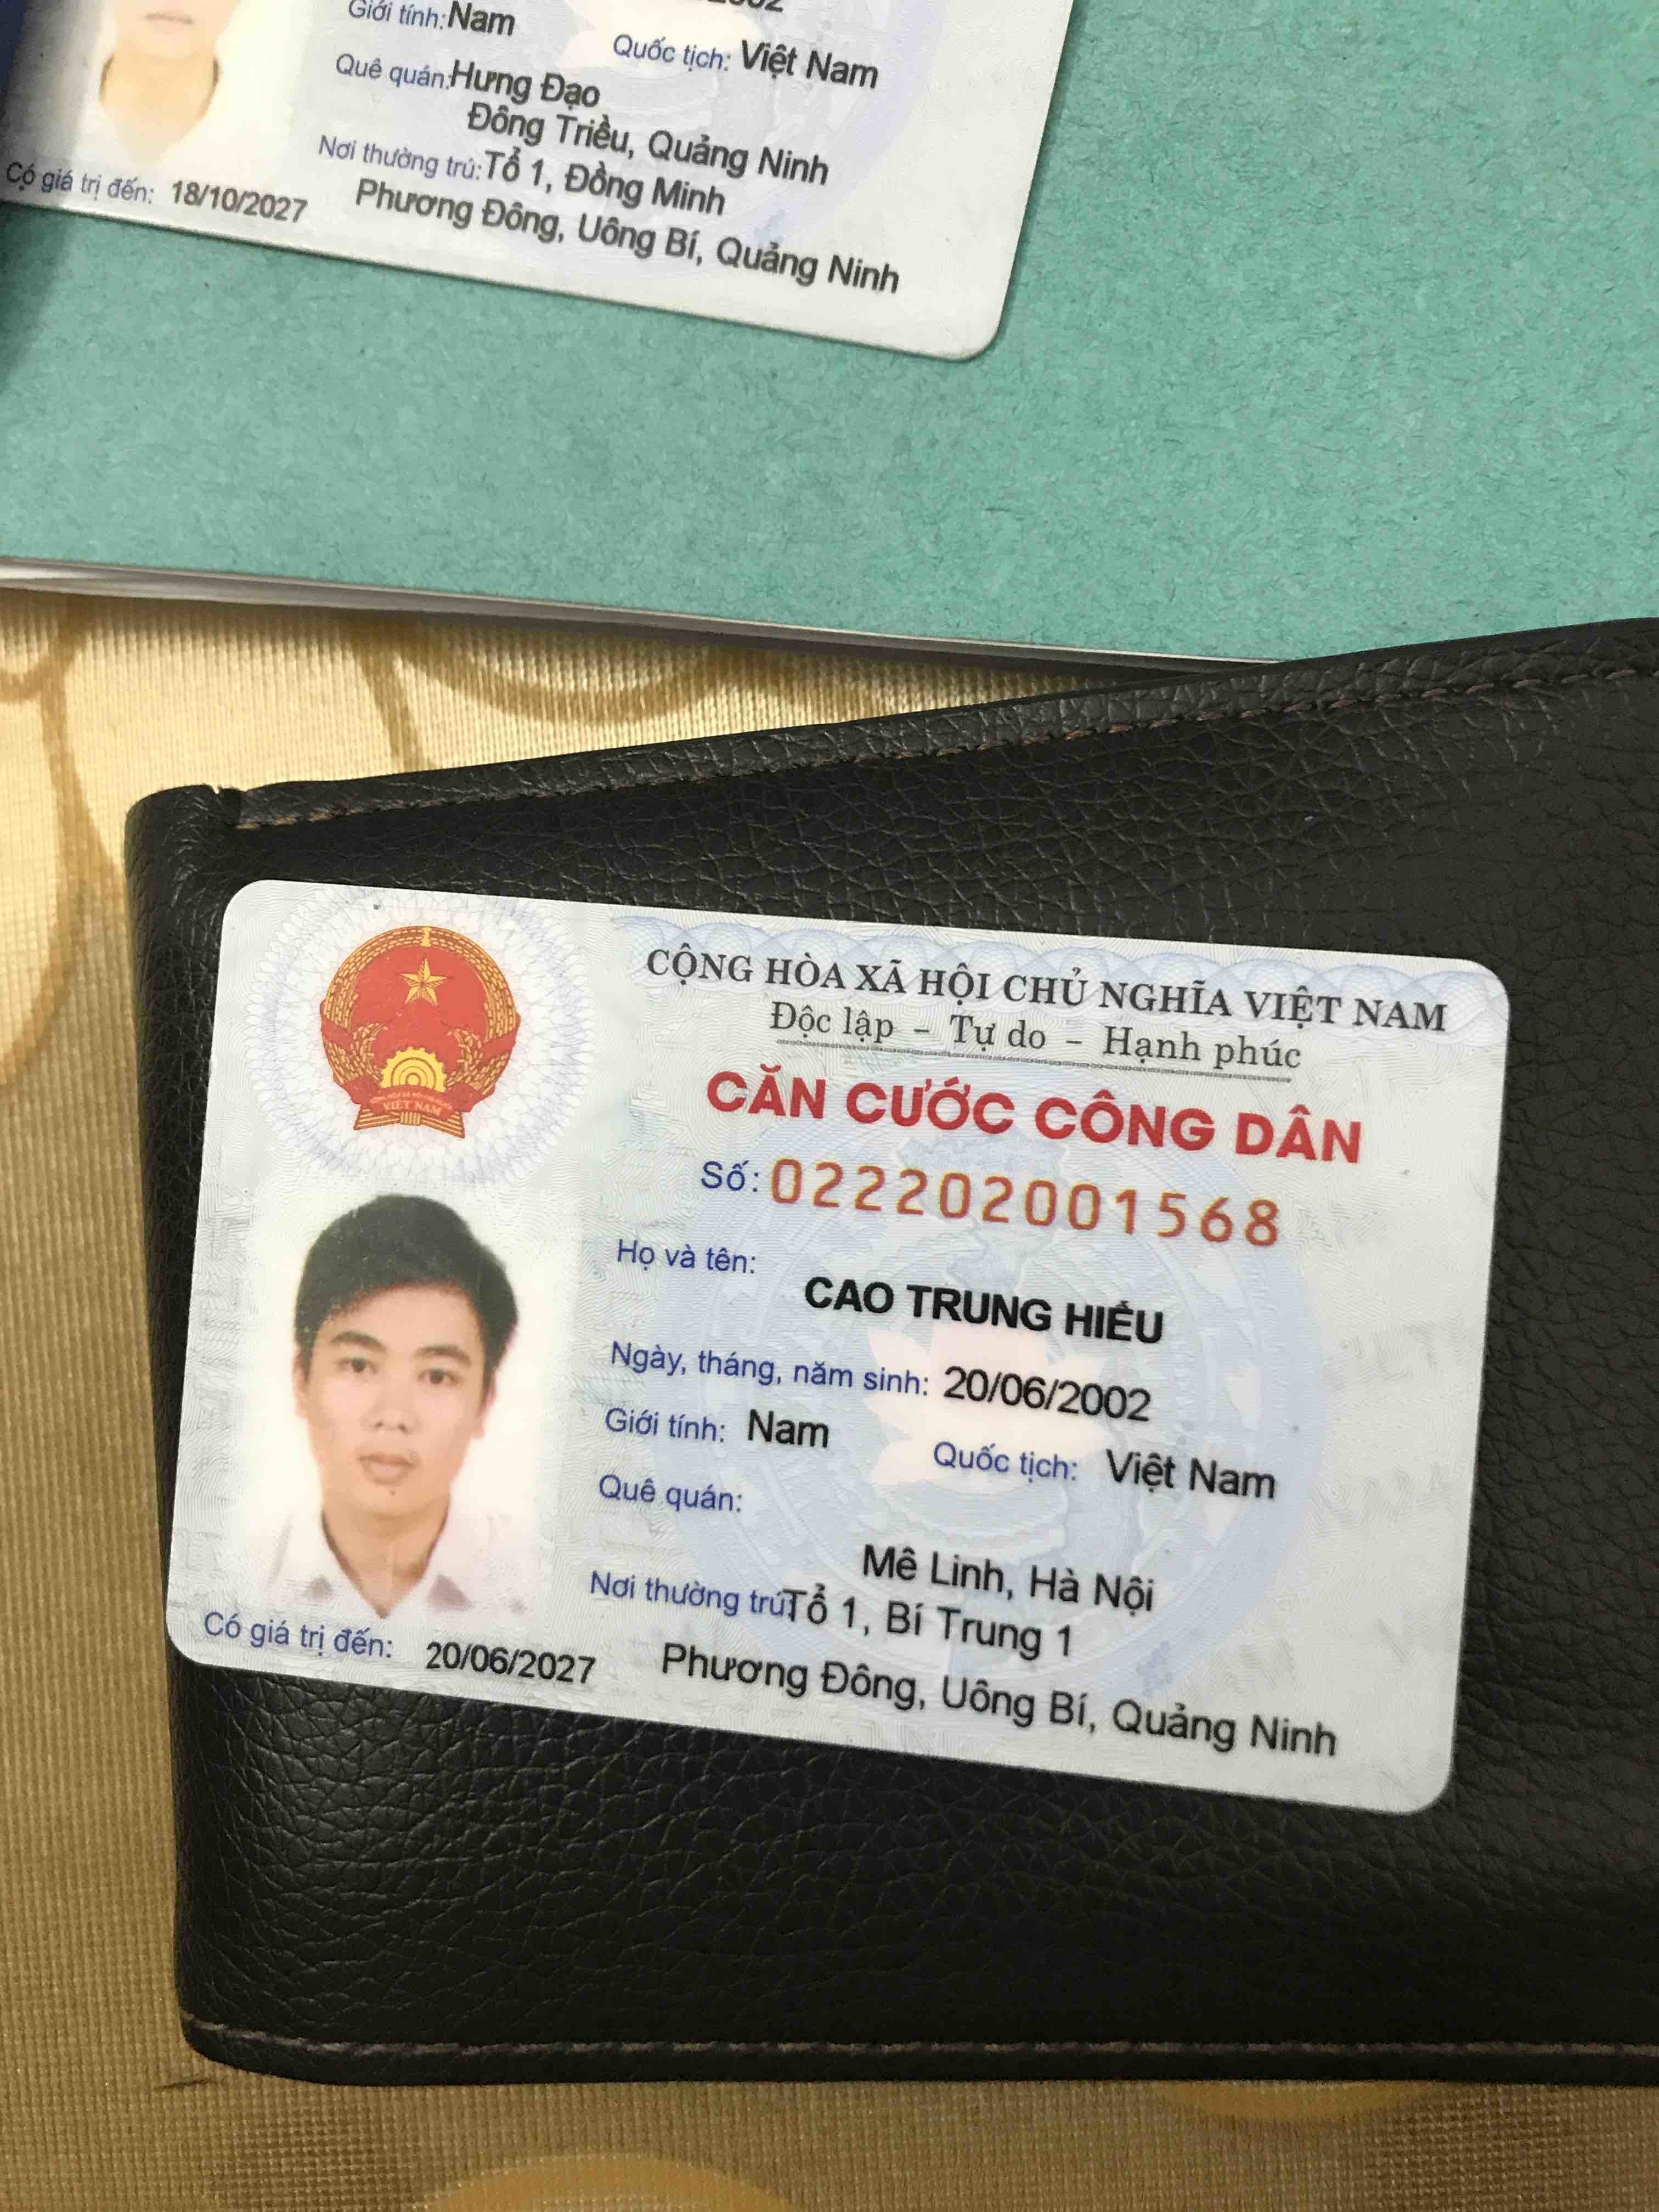 Giới tính: Nam
Quốc tịch: Việt Nam
Quê quán: Hưng Đạo
Đông Triều, Quảng Ninh
Nơi thường trú: Tổ 1, Đồng Minh
Phương Đông, Uông Bí, Quảng Ninh
Có giá trị đến: 18/10/2027
CỘNG HÒA XÃ HỘI CHỦ NGHĨA VIỆT NAM
Độc lập – Tự do – Hạnh phúc
CĂN CƯỚC CÔNG DÂN
Số: 022202001568
Họ và tên:
CAO TRUNG HIẾU
Ngày, tháng, năm sinh: 20/06/2002
Giới tính: Nam
Quốc tịch: Việt Nam
Quê quán:
Mê Linh, Hà Nội
Nơi thường trú: Tổ 1, Bí Trung 1
Phương Đông, Uông Bí, Quảng Ninh
Có giá trị đến: 20/06/2027
VIỆT NAM